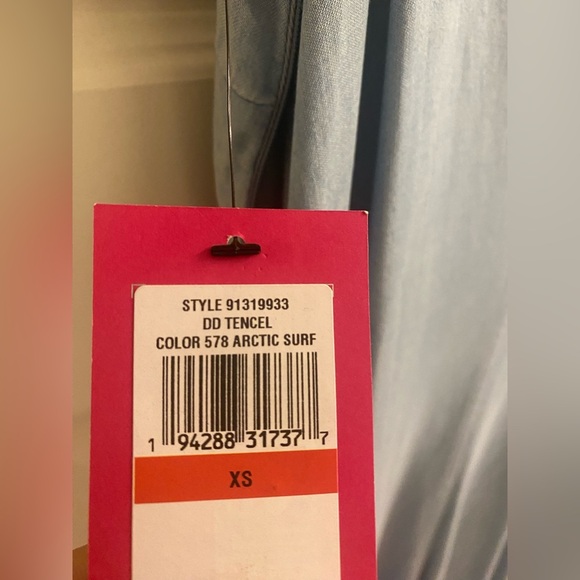 STYLE 91319933
DD TENCEL
COLOR 578 ARCTIC SURF
1 94288 31737 7
XS